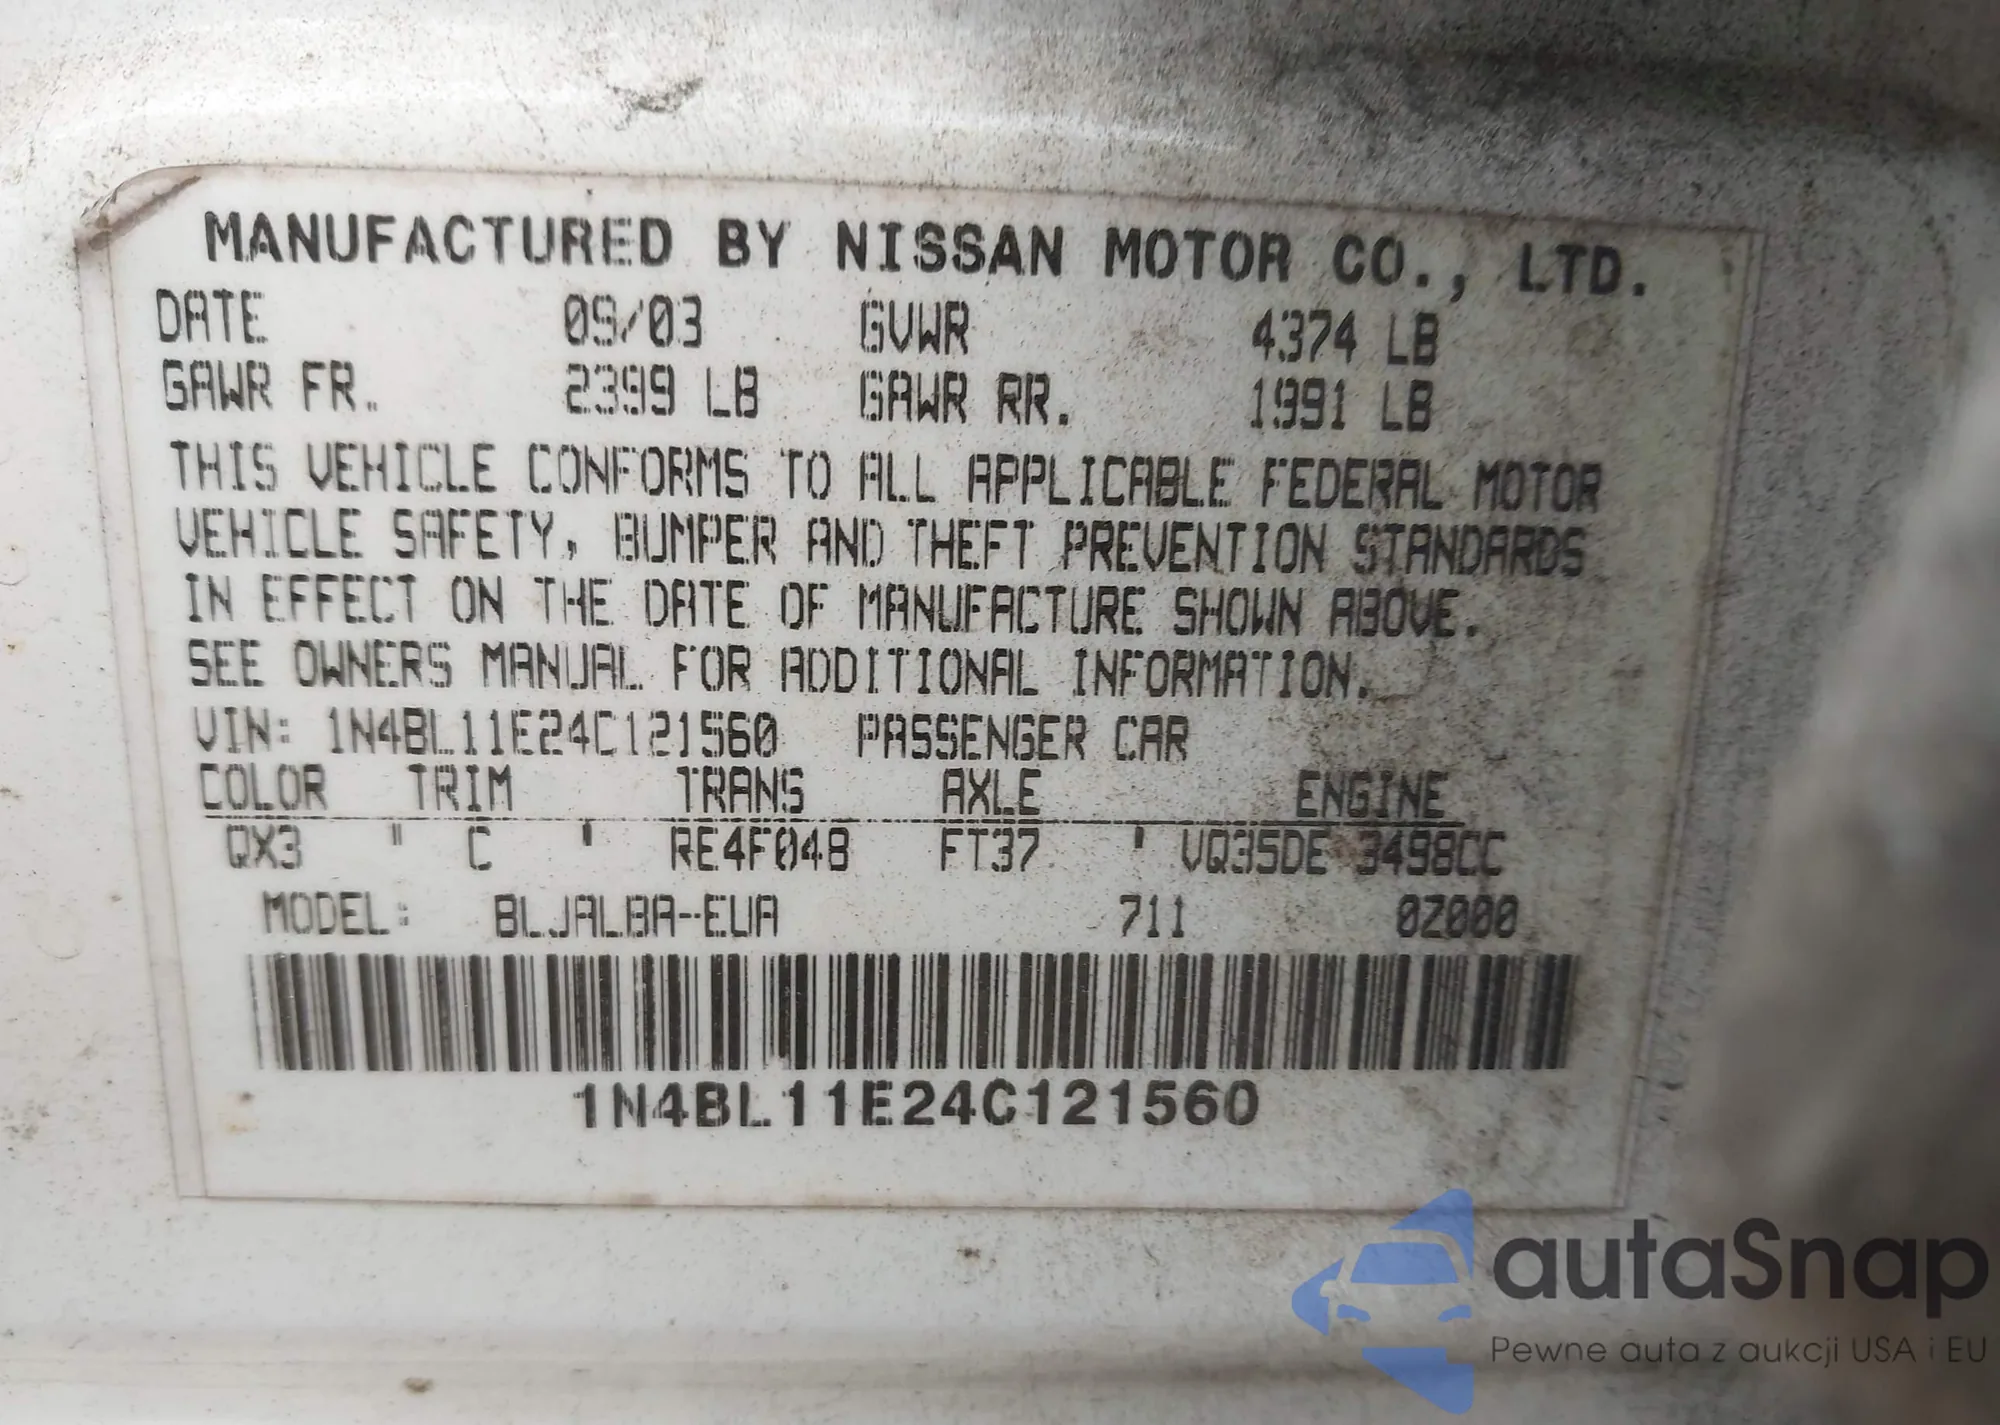 MANUFACTURED BY NISSAN MOTOR CO., LTD.
DATE 09/03 GVWR 4374 LB
GAWR FR. 2399 LB GAWR RR. 1991 LB
THIS VEHICLE CONFORMS TO ALL APPLICABLE FEDERAL MOTOR
VEHICLE SAFETY, BUMPER AND THEFT PREVENTION STANDARDS
IN EFFECT ON THE DATE OF MANUFACTURE SHOWN ABOVE.
SEE OWNERS MANUAL FOR ADDITIONAL INFORMATION.
VIN: 1N4BL11E24C121560 PASSENGER CAR
COLOR TRIM TRANS AXLE ENGINE
QX3 " C ' RE4F04B FT37 ' VQ35DE 3498CC
MODEL: BLJALBA-EUA 711 0Z000
1N4BL11E24C121560
autaSnap
Pewne auta z aukcji USA i EU